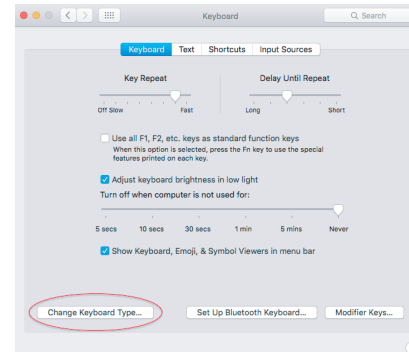 Keyboard
Search
Keyboard Text Shortcuts Input Sources
Key Repeat Delay Until Repeat
Off Slow Fast Long Short
Use all F1, F2, etc. keys as standard function keys
When this option is selected, press the Fn key to use the special
features printed on each key.
Adjust keyboard brightness in low light
Turn off when computer is not used for:
5 secs 10 secs 30 secs 1 min 5 mins Never
Show Keyboard, Emoji, & Symbol Viewers in menu bar
Change Keyboard Type... Set Up Bluetooth Keyboard... Modifier Keys...